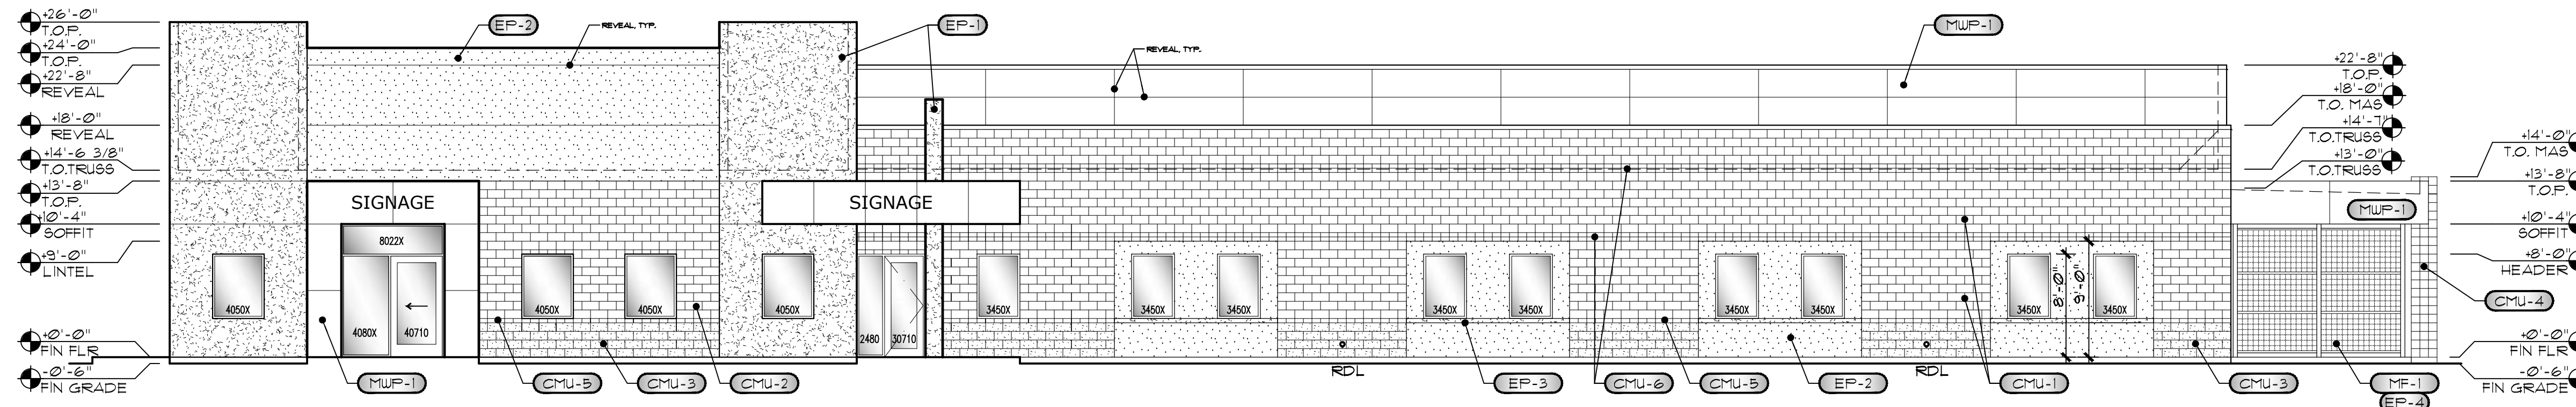 +26'-0"
T.O.P.
+24'-0"
T.O.P.
+22'-8"
REVEAL
+18'-0"
REVEAL
+14'-6 3/8"
T.O.TRUSS
+13'-8"
T.O.P.
+10'-4"
SOFFIT
+9'-0"
LINTEL
+0'-0"
FIN FLR
-0'-6"
FIN GRADE
EP-2
REVEAL, TYP.
EP-1
REVEAL, TYP.
MWP-1
SIGNAGE
SIGNAGE
8022X
4050X
4080X
40710
4050X
4050X
4050X
2480
30710
3450X
3450X
3450X
3450X
3450X
3450X
3450X
3450X
3450X
8'-0"
9'-0"
RDL
RDL
MWP-1
CMU-5
CMU-3
CMU-2
EP-3
CMU-6
CMU-5
EP-2
CMU-1
CMU-3
MF-1
EP-4
MWP-1
CMU-4
+22'-8"
T.O.P.
+18'-0"
T.O. MAS
+14'-7"
T.O.TRUSS
+13'-0"
T.O.TRUSS
+14'-0"
T.O. MAS
+13'-8"
T.O.P.
+10'-4"
SOFFIT
+8'-0"
HEADER
+0'-0"
FIN FLR
-0'-6"
FIN GRADE